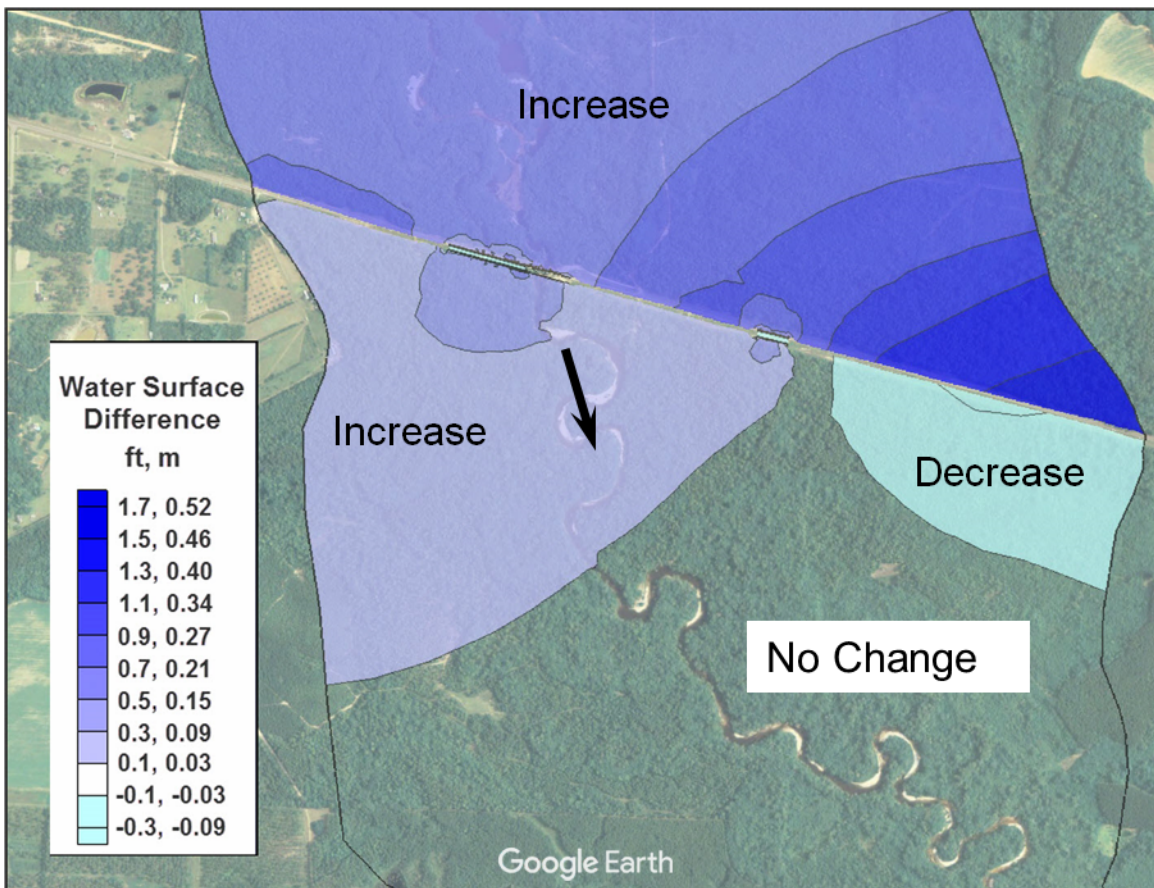 Increase
Increase
Decrease
No Change
Water Surface
Difference
ft, m
1.7, 0.52
1.5, 0.46
1.3, 0.40
1.1, 0.34
0.9, 0.27
0.7, 0.21
0.5, 0.15
0.3, 0.09
0.1, 0.03
-0.1, -0.03
-0.3, -0.09
Google Earth